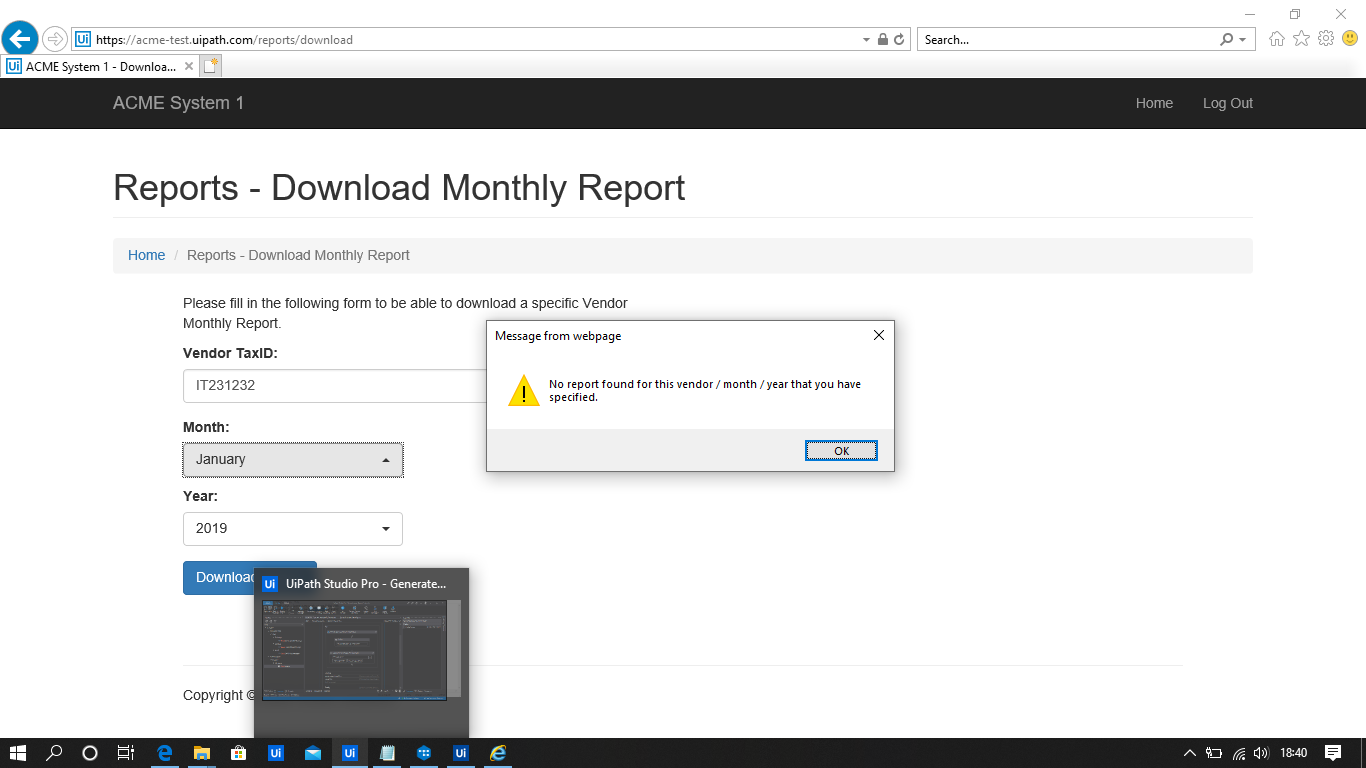 https://acme-test.uipath.com/reports/download
Search...
ACME System 1 - Downloa...
ACME System 1
Home
Log Out
Reports - Download Monthly Report
Home / Reports - Download Monthly Report
Please fill in the following form to be able to download a specific Vendor
Monthly Report.
Vendor TaxID:
IT231232
Month:
January
Year:
2019
Message from webpage
No report found for this vendor / month / year that you have
specified.
OK
Download
UiPath Studio Pro - Generate...
Copyright ©
18:40